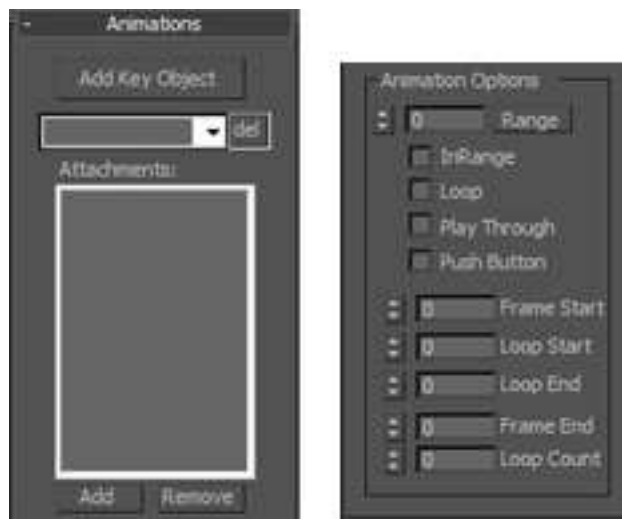 - Animations
Add Key Object
del
Attachments:
Add Remove
Animation Options
0 Range
InRange
Loop
Play Through
Push Button
0 Frame Start
0 Loop Start
0 Loop End
0 Frame End
0 Loop Count